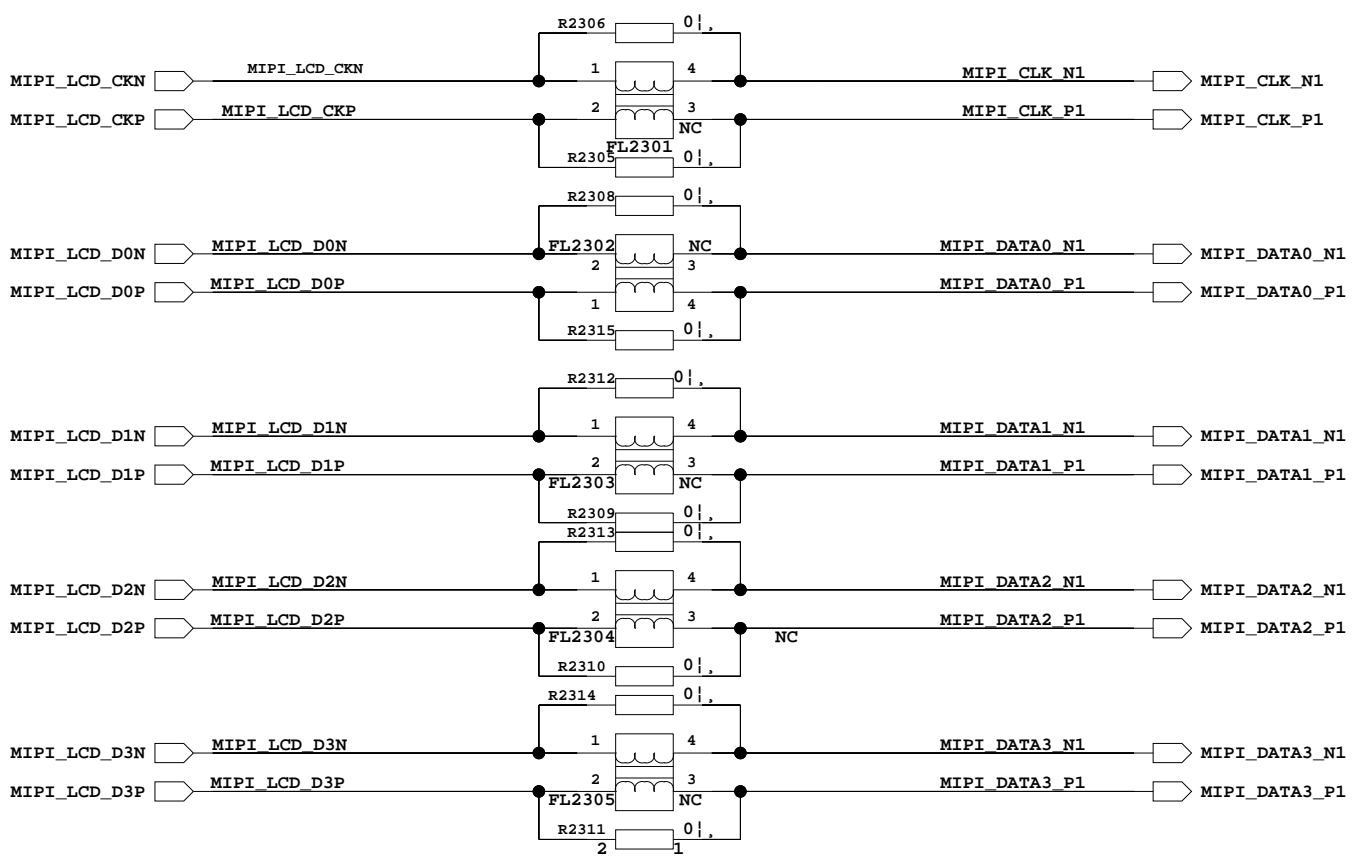 R2306 0¦,
MIPI_LCD_CKN MIPI_LCD_CKN 1 4 MIPI_CLK_N1 MIPI_CLK_N1
MIPI_LCD_CKP MIPI_LCD_CKP 2 3 MIPI_CLK_P1 MIPI_CLK_P1
NC
FL2301
R2305 0¦,
R2308 0¦,
MIPI_LCD_D0N MIPI_LCD_D0N FL2302 NC MIPI_DATA0_N1 MIPI_DATA0_N1
2 3
MIPI_LCD_D0P MIPI_LCD_D0P MIPI_DATA0_P1 MIPI_DATA0_P1
1 4
R2315 0¦,
R2312 0¦,
MIPI_LCD_D1N MIPI_LCD_D1N 1 4 MIPI_DATA1_N1 MIPI_DATA1_N1
MIPI_LCD_D1P MIPI_LCD_D1P 2 3 MIPI_DATA1_P1 MIPI_DATA1_P1
FL2303 NC
R2309 0¦,
R2313 0¦,
MIPI_LCD_D2N MIPI_LCD_D2N 1 4 MIPI_DATA2_N1 MIPI_DATA2_N1
MIPI_LCD_D2P MIPI_LCD_D2P 2 3 MIPI_DATA2_P1 MIPI_DATA2_P1
FL2304 NC
R2310 0¦,
R2314 0¦,
MIPI_LCD_D3N MIPI_LCD_D3N 1 4 MIPI_DATA3_N1 MIPI_DATA3_N1
MIPI_LCD_D3P MIPI_LCD_D3P 2 3 MIPI_DATA3_P1 MIPI_DATA3_P1
FL2305 NC
R2311 0¦,
2 1